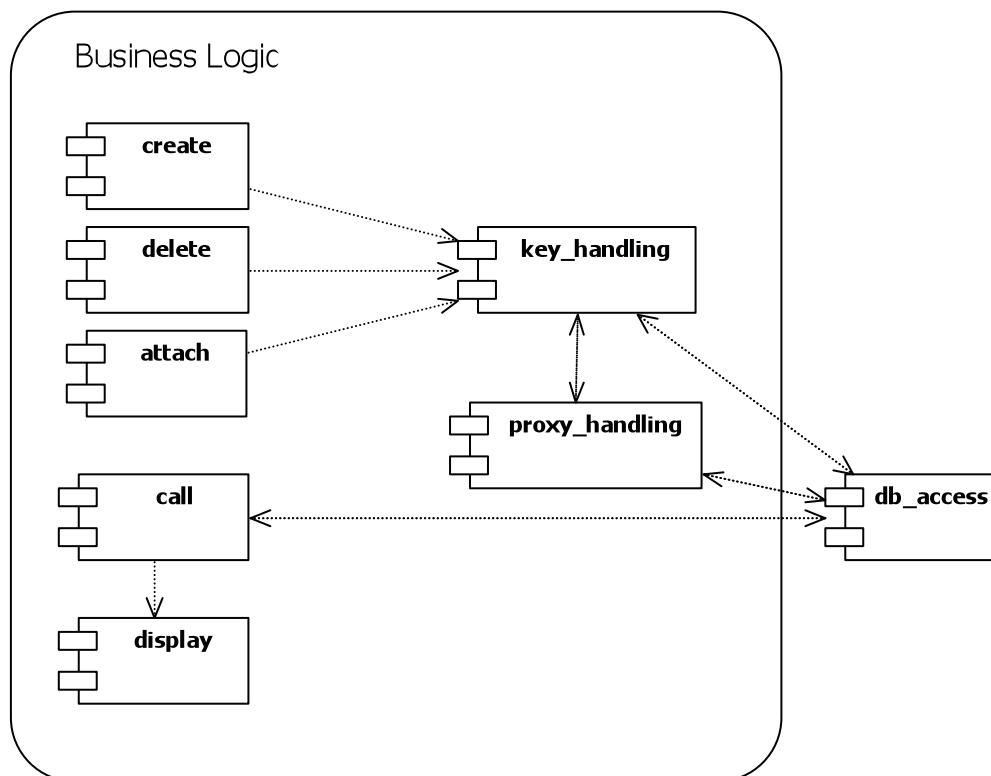 Business Logic
create
delete
key_handling
attach
proxy_handling
call
db_access
display